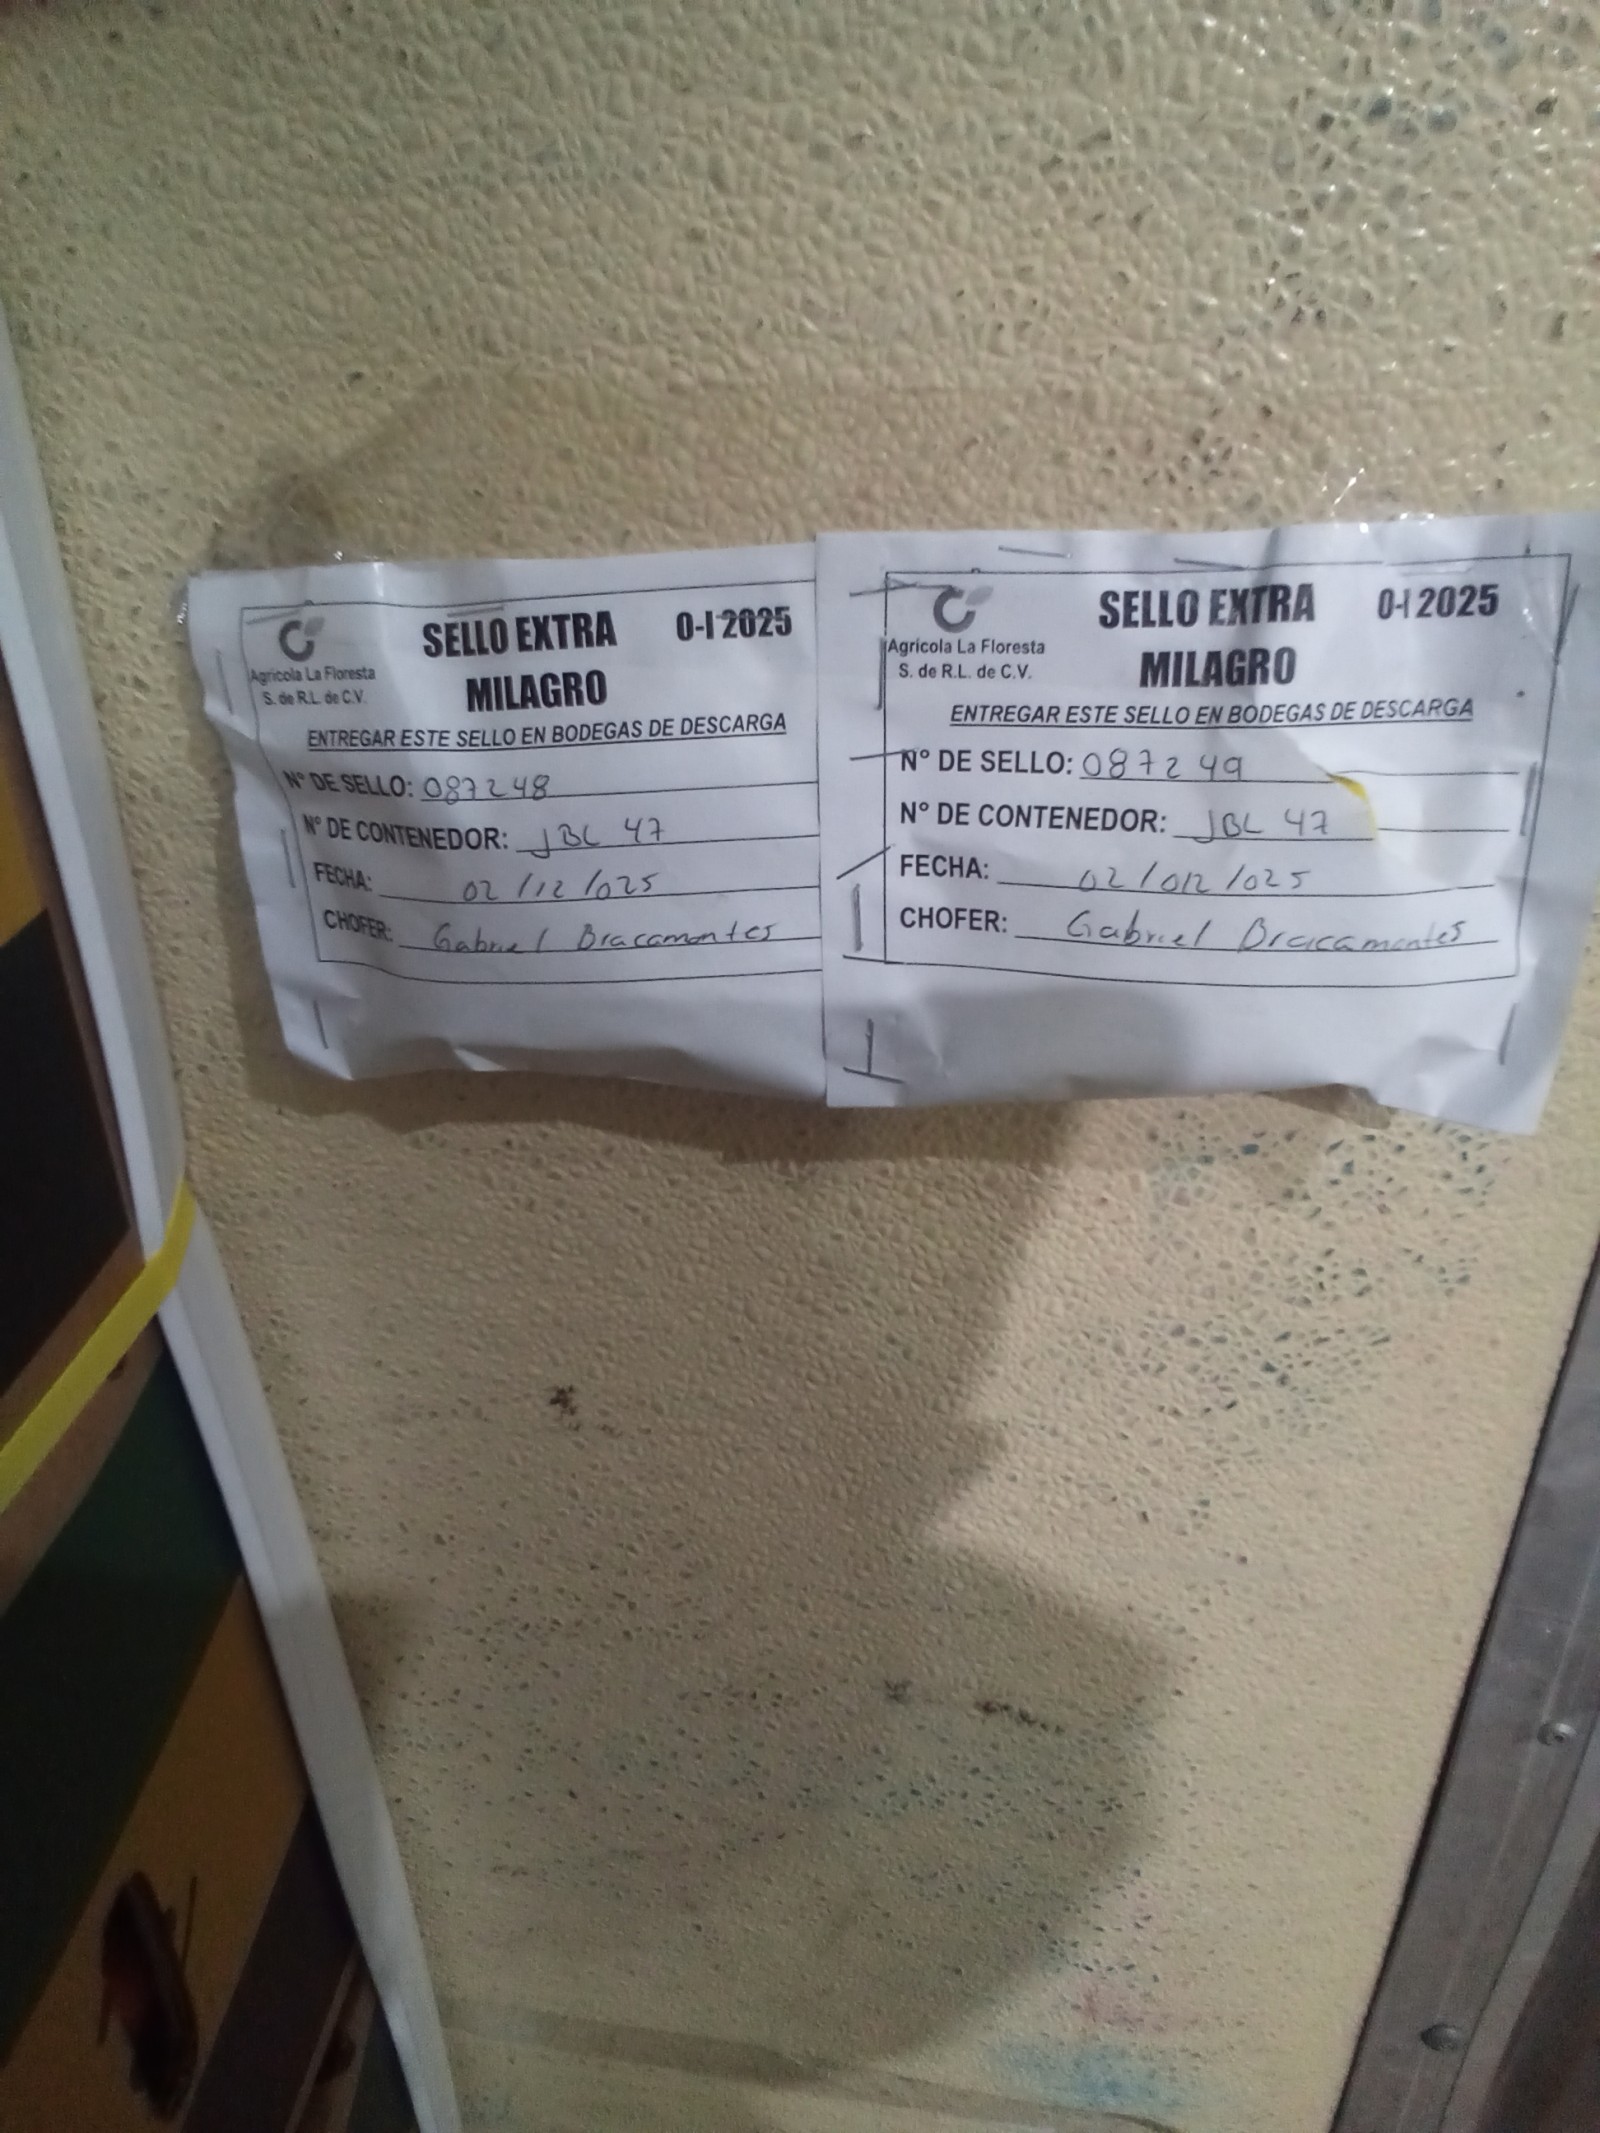 Agricola La Floresta
S. de R.L. de C.V.
SELLO EXTRA 0-I 2025
MILAGRO
ENTREGAR ESTE SELLO EN BODEGAS DE DESCARGA
N° DE SELLO: 087248
N° DE CONTENEDOR: JBL 47
FECHA: 02/12/025
CHOFER: Gabriel Bracamontes
Agricola La Floresta
S. de R.L. de C.V.
SELLO EXTRA 0-I 2025
MILAGRO
ENTREGAR ESTE SELLO EN BODEGAS DE DESCARGA
N° DE SELLO: 087249
N° DE CONTENEDOR: JBL 47
FECHA: 02/012/025
CHOFER: Gabriel Bracamontes